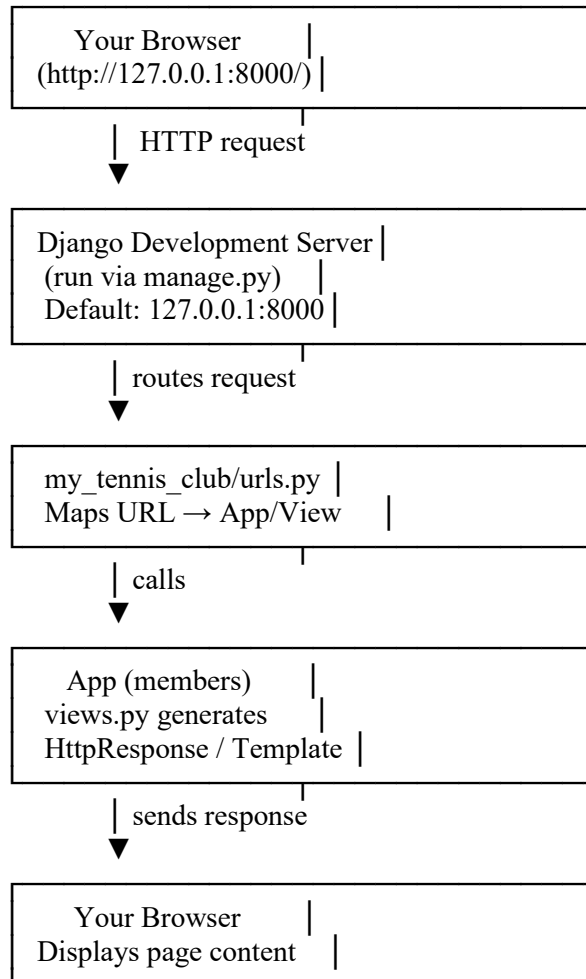 Your Browser
(http://127.0.0.1:8000/)
HTTP request
Django Development Server
(run via manage.py)
Default: 127.0.0.1:8000
routes request
my_tennis_club/urls.py
Maps URL → App/View
calls
App (members)
views.py generates
HttpResponse / Template
sends response
Your Browser
Displays page content